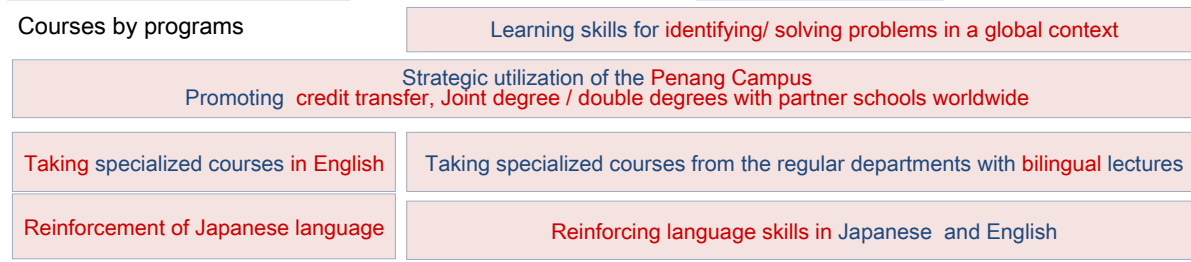 Courses by programs
Learning skills for identifying/ solving problems in a global context
Strategic utilization of the Penang Campus
Promoting credit transfer, Joint degree / double degrees with partner schools worldwide
Taking specialized courses in English
Taking specialized courses from the regular departments with bilingual lectures
Reinforcement of Japanese language
Reinforcing language skills in Japanese and English